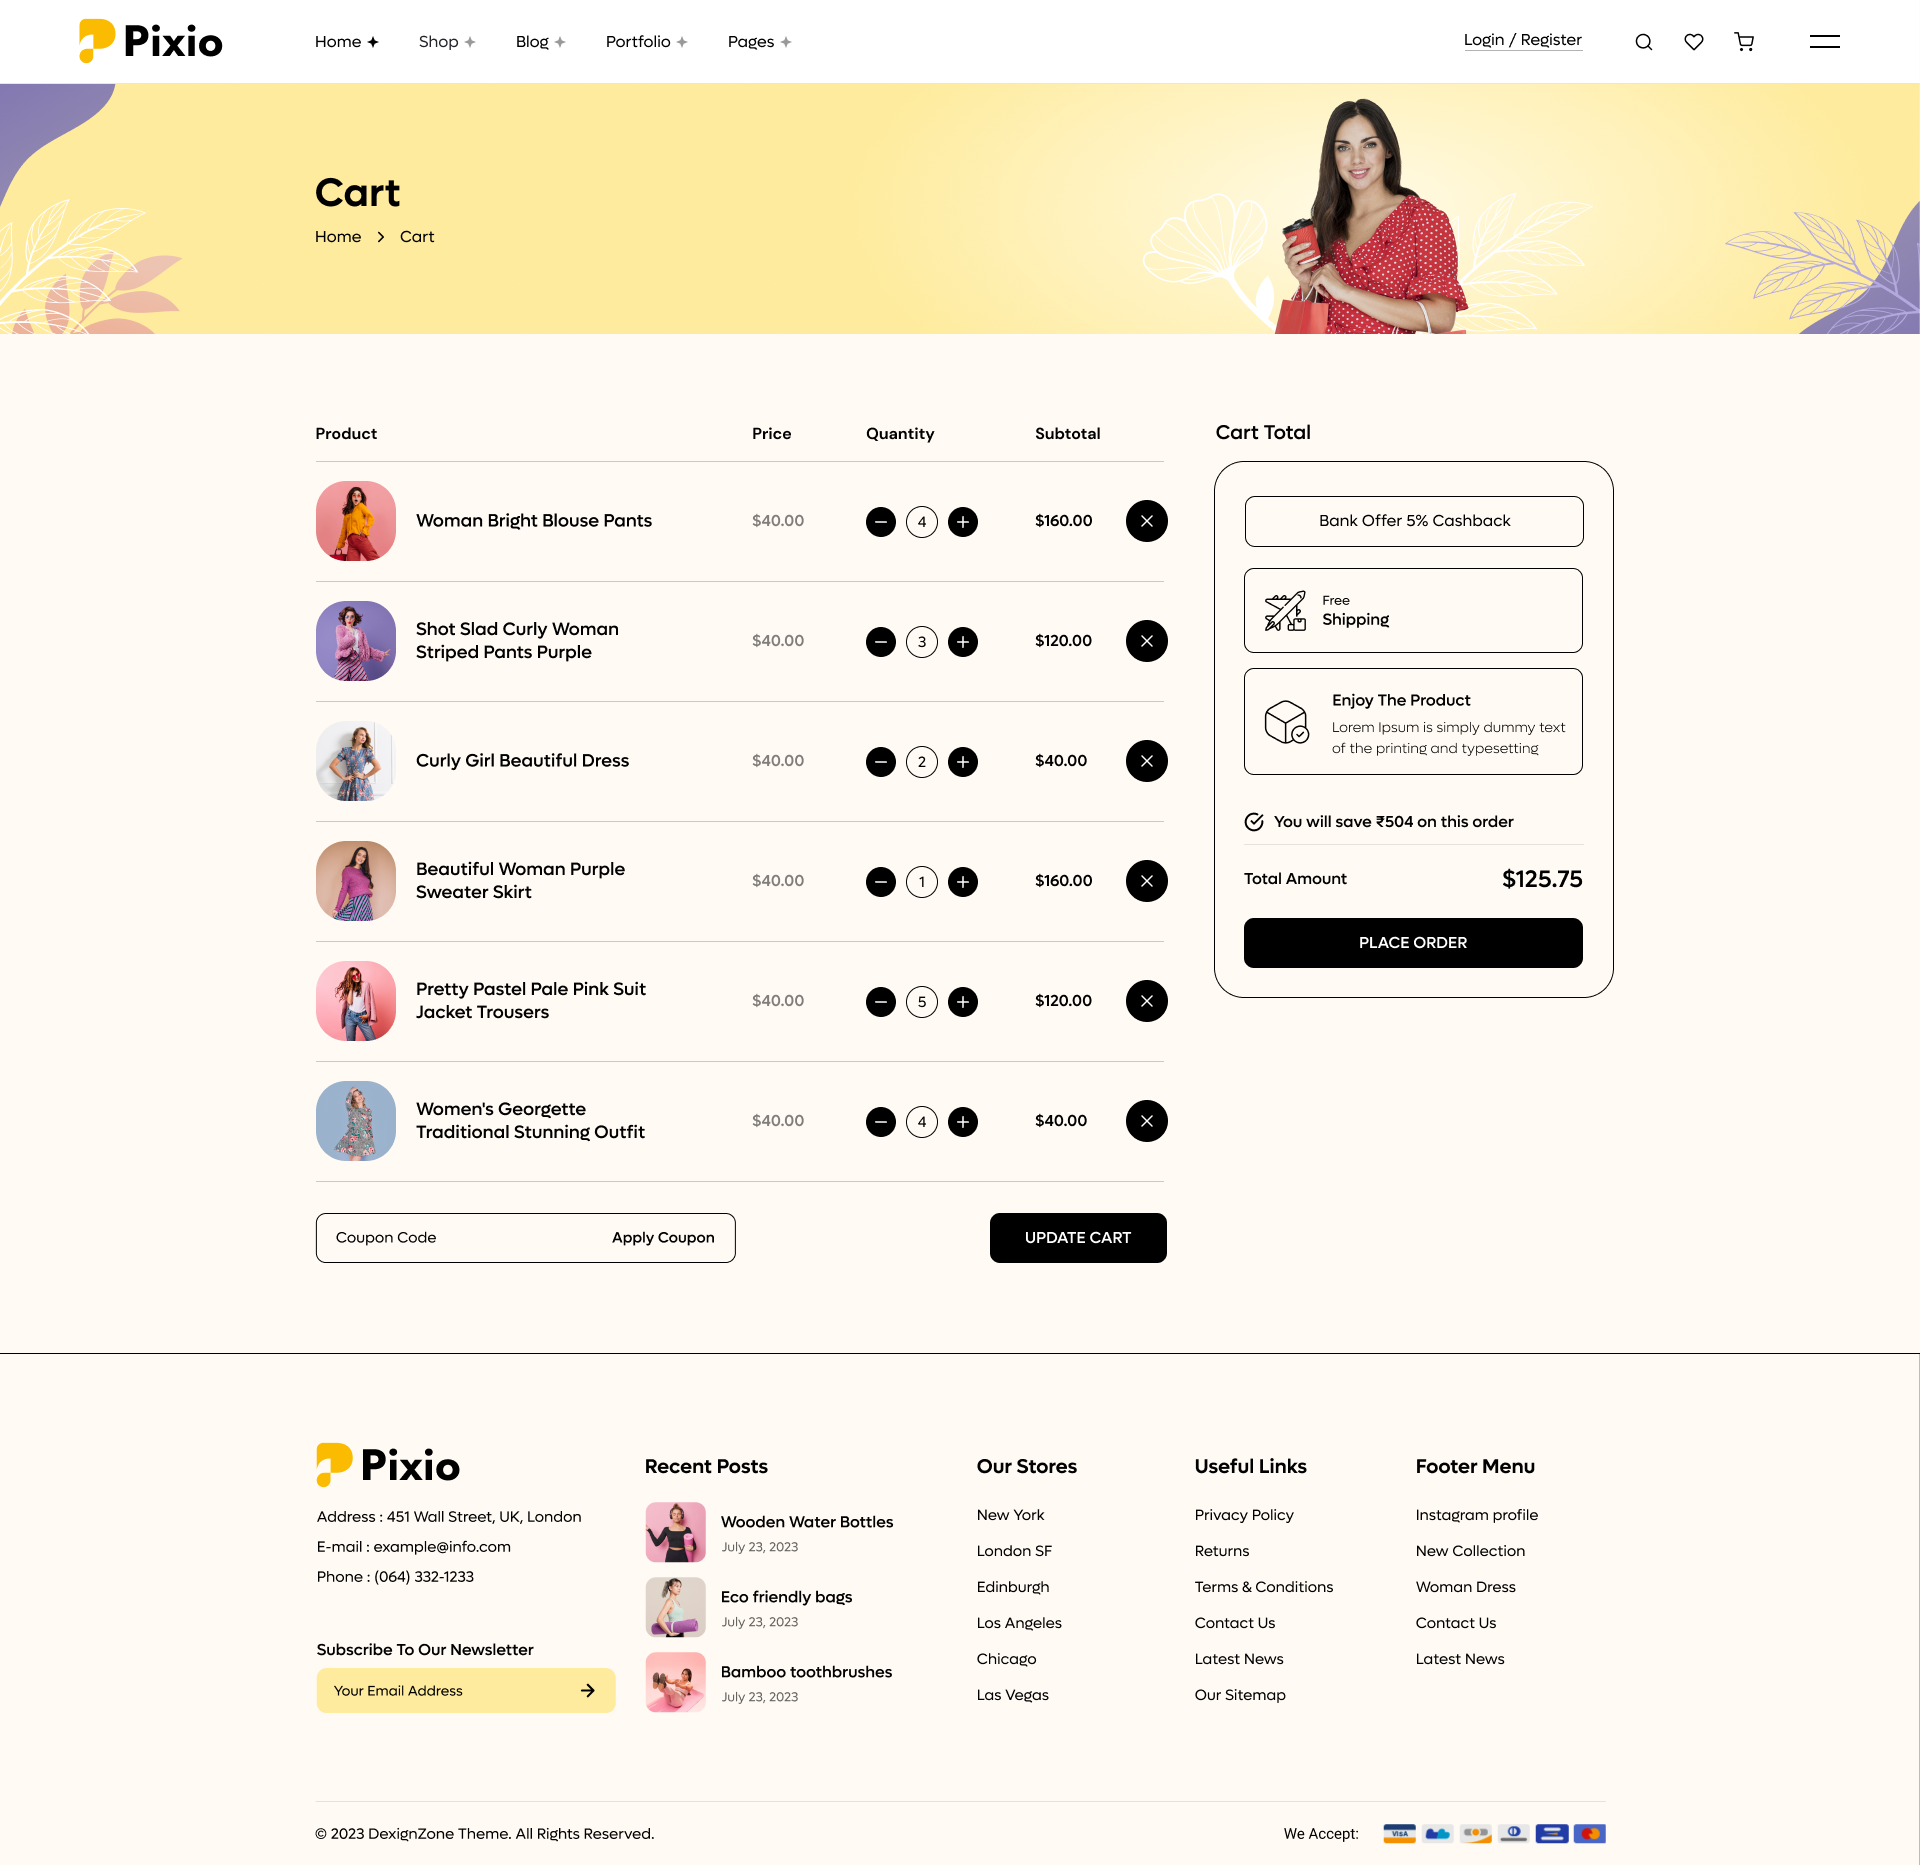 Pixio
Home
Shop
Blog
Portfolio
Pages
Login / Register
Cart
Home > Cart
Product
Price
Quantity
Subtotal
Woman Bright Blouse Pants
$40.00
4
$160.00
Shot Slad Curly Woman
Striped Pants Purple
$40.00
3
$120.00
Curly Girl Beautiful Dress
$40.00
2
$40.00
Beautiful Woman Purple
Sweater Skirt
$40.00
1
$160.00
Pretty Pastel Pale Pink Suit
Jacket Trousers
$40.00
5
$120.00
Women's Georgette
Traditional Stunning Outfit
$40.00
4
$40.00
Coupon Code
Apply Coupon
UPDATE CART
Cart Total
Bank Offer 5% Cashback
Free
Shipping
Enjoy The Product
Lorem Ipsum is simply dummy text
of the printing and typesetting
You will save ₹504 on this order
Total Amount
$125.75
PLACE ORDER
Pixio
Address : 451 Wall Street, UK, London
E-mail : example@info.com
Phone : (064) 332-1233
Subscribe To Our Newsletter
Your Email Address
Recent Posts
Wooden Water Bottles
July 23, 2023
Eco friendly bags
July 23, 2023
Bamboo toothbrushes
July 23, 2023
Our Stores
New York
London SF
Edinburgh
Los Angeles
Chicago
Las Vegas
Useful Links
Privacy Policy
Returns
Terms & Conditions
Contact Us
Latest News
Our Sitemap
Footer Menu
Instagram profile
New Collection
Woman Dress
Contact Us
Latest News
© 2023 DexignZone Theme. All Rights Reserved.
We Accept:
VISA